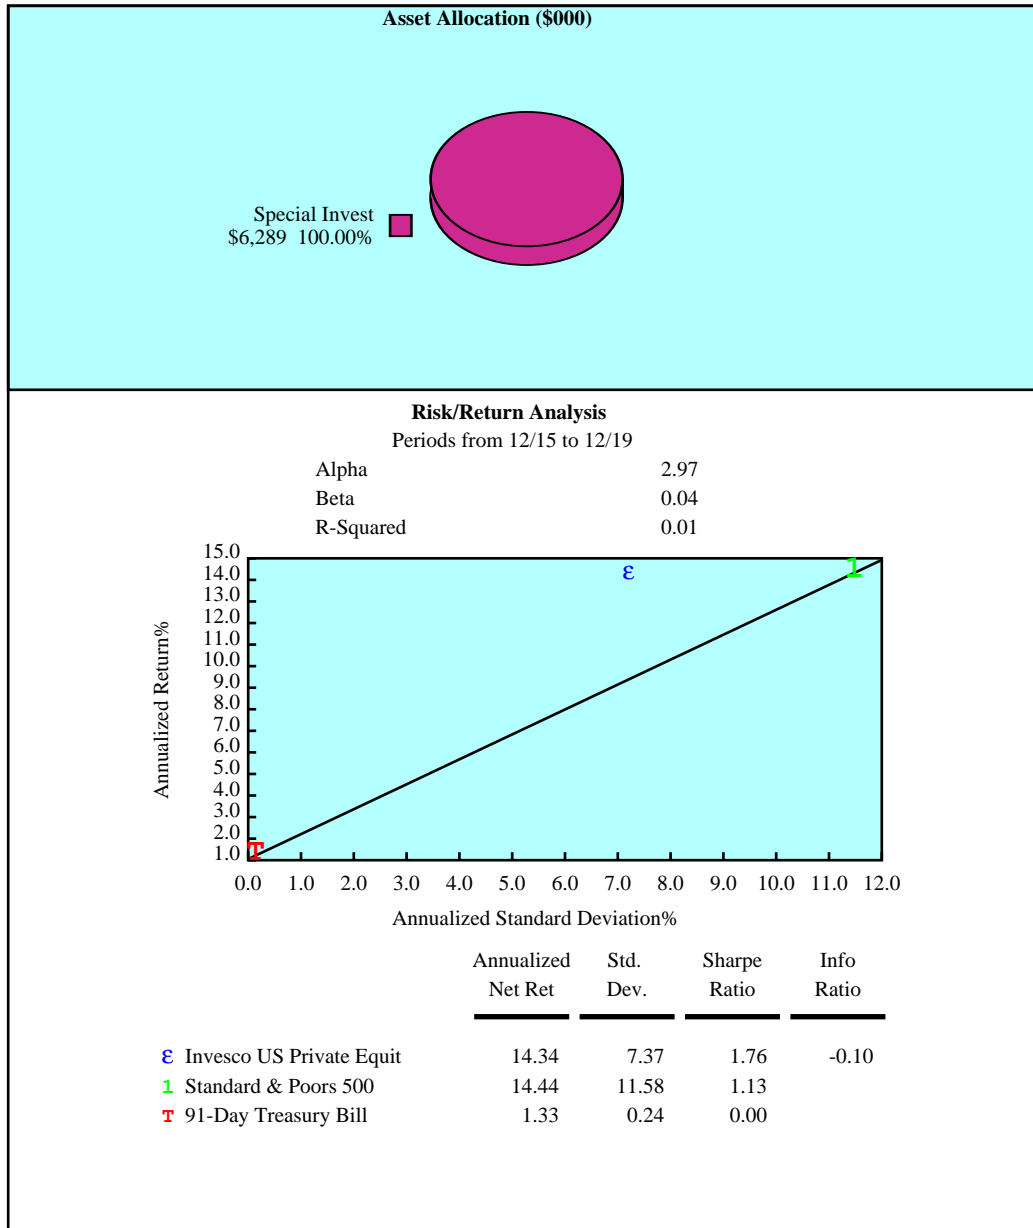 Asset Allocation ($000)
Special Invest
$6,289 100.00%
Risk/Return Analysis
Periods from 12/15 to 12/19
Alpha 2.97
Beta 0.04
R-Squared 0.01
15.0
14.0
13.0
12.0
11.0
10.0
9.0
8.0
7.0
6.0
5.0
4.0
3.0
2.0
1.0
Annualized Return%
ε
1
T
0.0 1.0 2.0 3.0 4.0 5.0 6.0 7.0 8.0 9.0 10.0 11.0 12.0
Annualized Standard Deviation%
Annualized Std. Sharpe Info
Net Ret Dev. Ratio Ratio
ε Invesco US Private Equit 14.34 7.37 1.76 -0.10
1 Standard & Poors 500 14.44 11.58 1.13
T 91-Day Treasury Bill 1.33 0.24 0.00